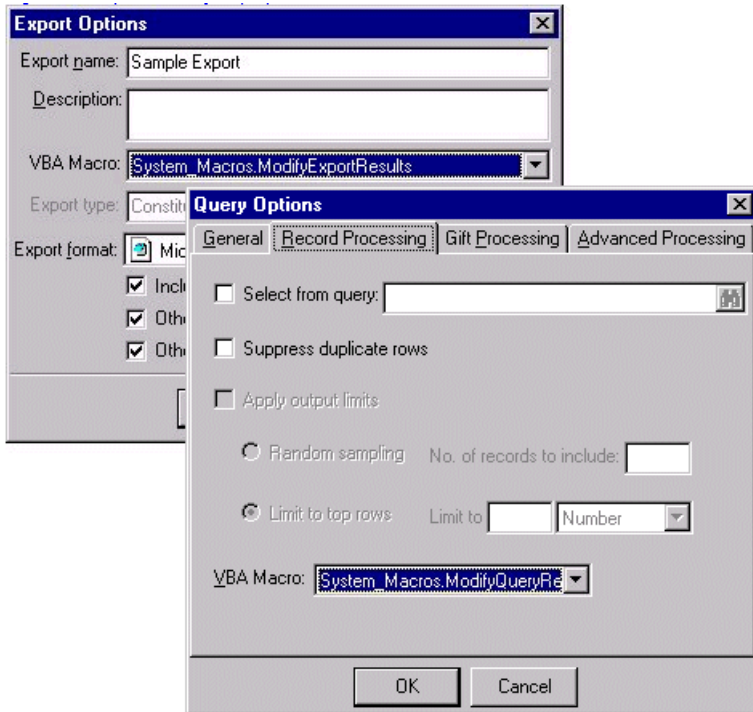 Export Options
Export name: Sample Export
Description:
VBA Macro: System_Macros.ModifyExportResults
Export type:
Export format:
Query Options
General Record Processing Gift Processing Advanced Processing
Select from query:
Suppress duplicate rows
Apply output limits
Random sampling No. of records to include:
Limit to top rows Limit to Number
VBA Macro: System_Macros.ModifyQueryRe
OK Cancel